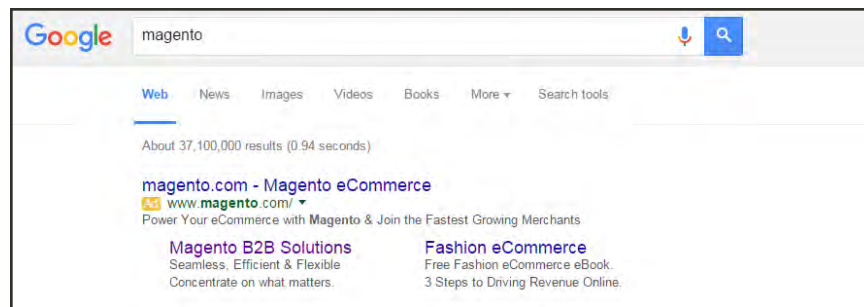 Google magento
Web News Images Videos Books More Search tools
About 37,100,000 results (0.94 seconds)
magento.com - Magento eCommerce
Ad www.magento.com/
Power Your eCommerce with Magento & Join the Fastest Growing Merchants
Magento B2B Solutions Fashion eCommerce
Seamless, Efficient & Flexible Free Fashion eCommerce eBook.
Concentrate on what matters. 3 Steps to Driving Revenue Online.